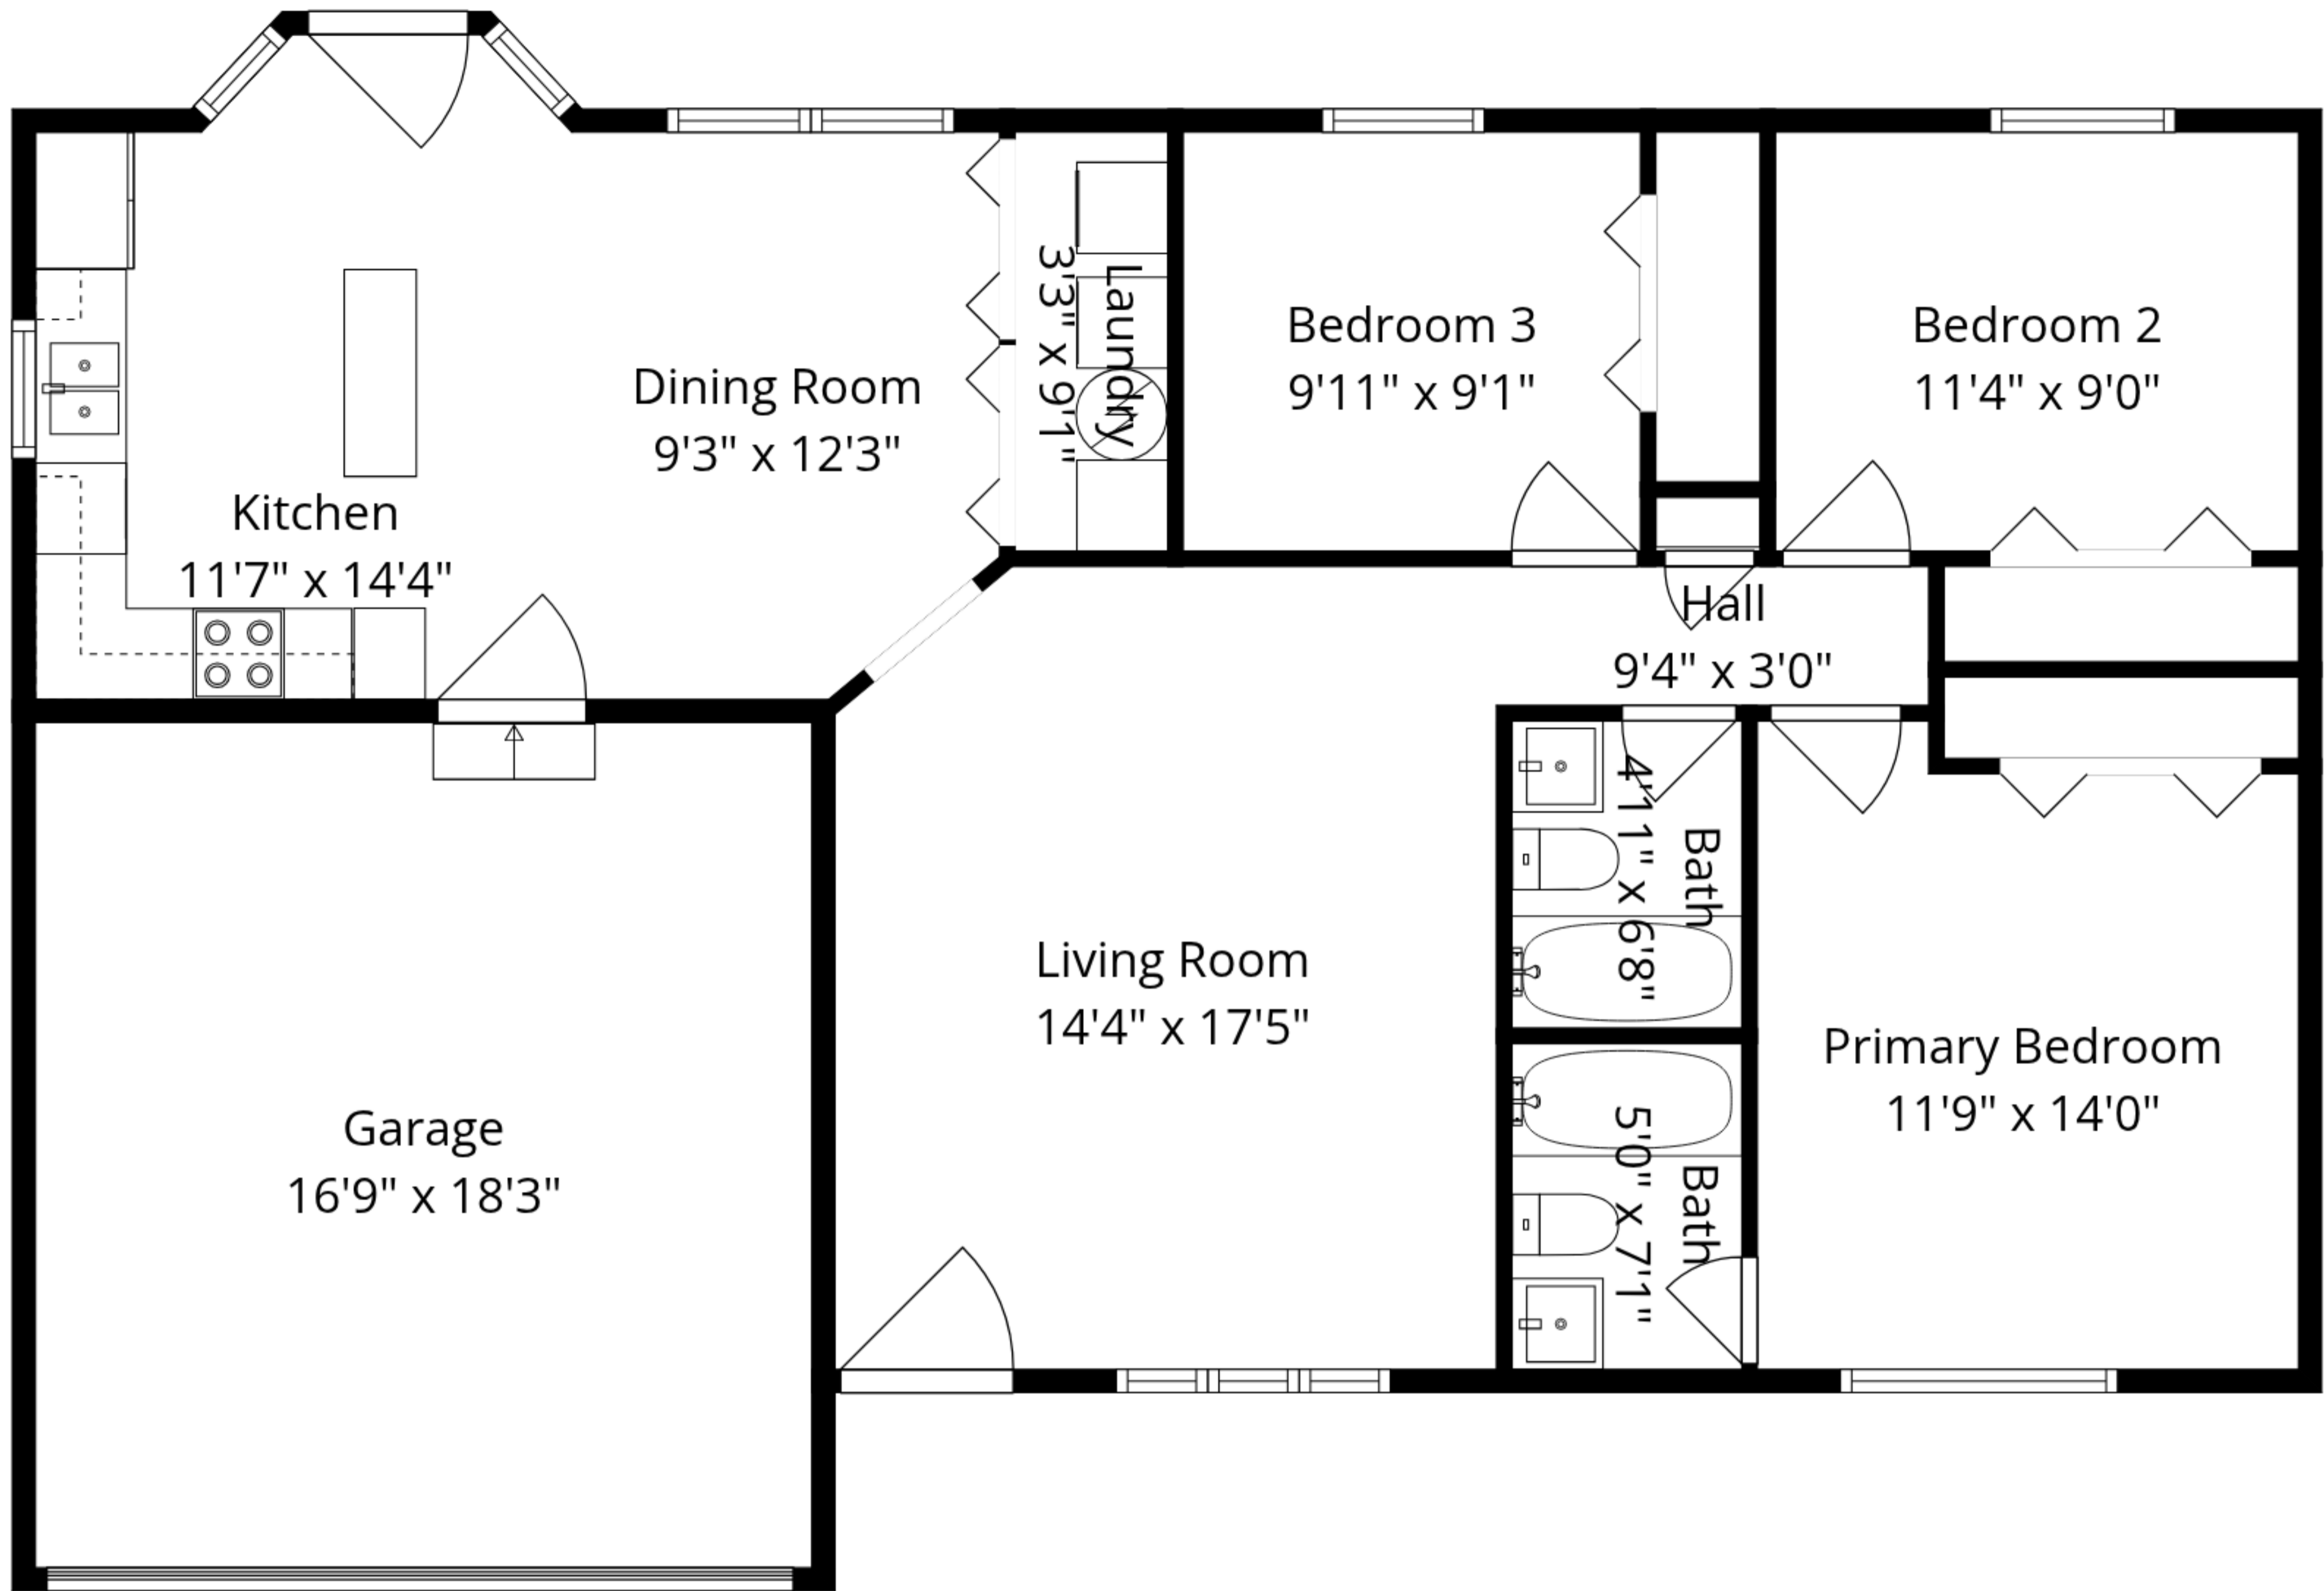 Kitchen
11'7" x 14'4"
Dining Room
9'3" x 12'3"
Laundry
3'3" x 9'1"
Bedroom 3
9'11" x 9'1"
Bedroom 2
11'4" x 9'0"
Hall
9'4" x 3'0"
Bath
4'11" x 6'8"
Living Room
14'4" x 17'5"
Primary Bedroom
11'9" x 14'0"
Garage
16'9" x 18'3"
Bath
5'0" x 7'1"